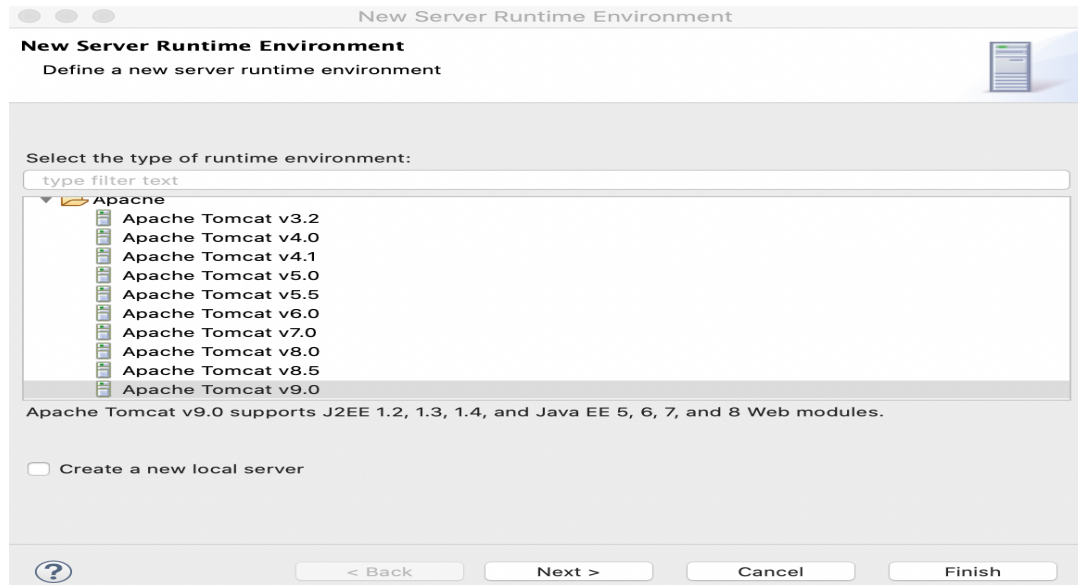 New Server Runtime Environment
New Server Runtime Environment
Define a new server runtime environment
Select the type of runtime environment:
type filter text
Apache
Apache Tomcat v3.2
Apache Tomcat v4.0
Apache Tomcat v4.1
Apache Tomcat v5.0
Apache Tomcat v5.5
Apache Tomcat v6.0
Apache Tomcat v7.0
Apache Tomcat v8.0
Apache Tomcat v8.5
Apache Tomcat v9.0
Apache Tomcat v9.0 supports J2EE 1.2, 1.3, 1.4, and Java EE 5, 6, 7, and 8 Web modules.
Create a new local server
? < Back Next > Cancel Finish